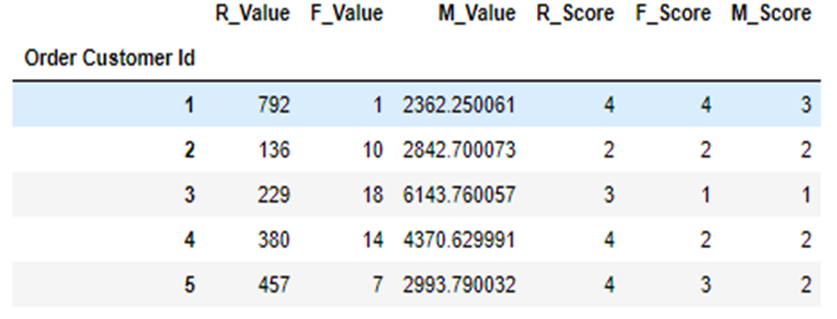 R_Value F_Value M_Value R_Score F_Score M_Score
Order Customer Id
1 792 1 2362.250061 4 4 3
2 136 10 2842.700073 2 2 2
3 229 18 6143.760057 3 1 1
4 380 14 4370.629991 4 2 2
5 457 7 2993.790032 4 3 2